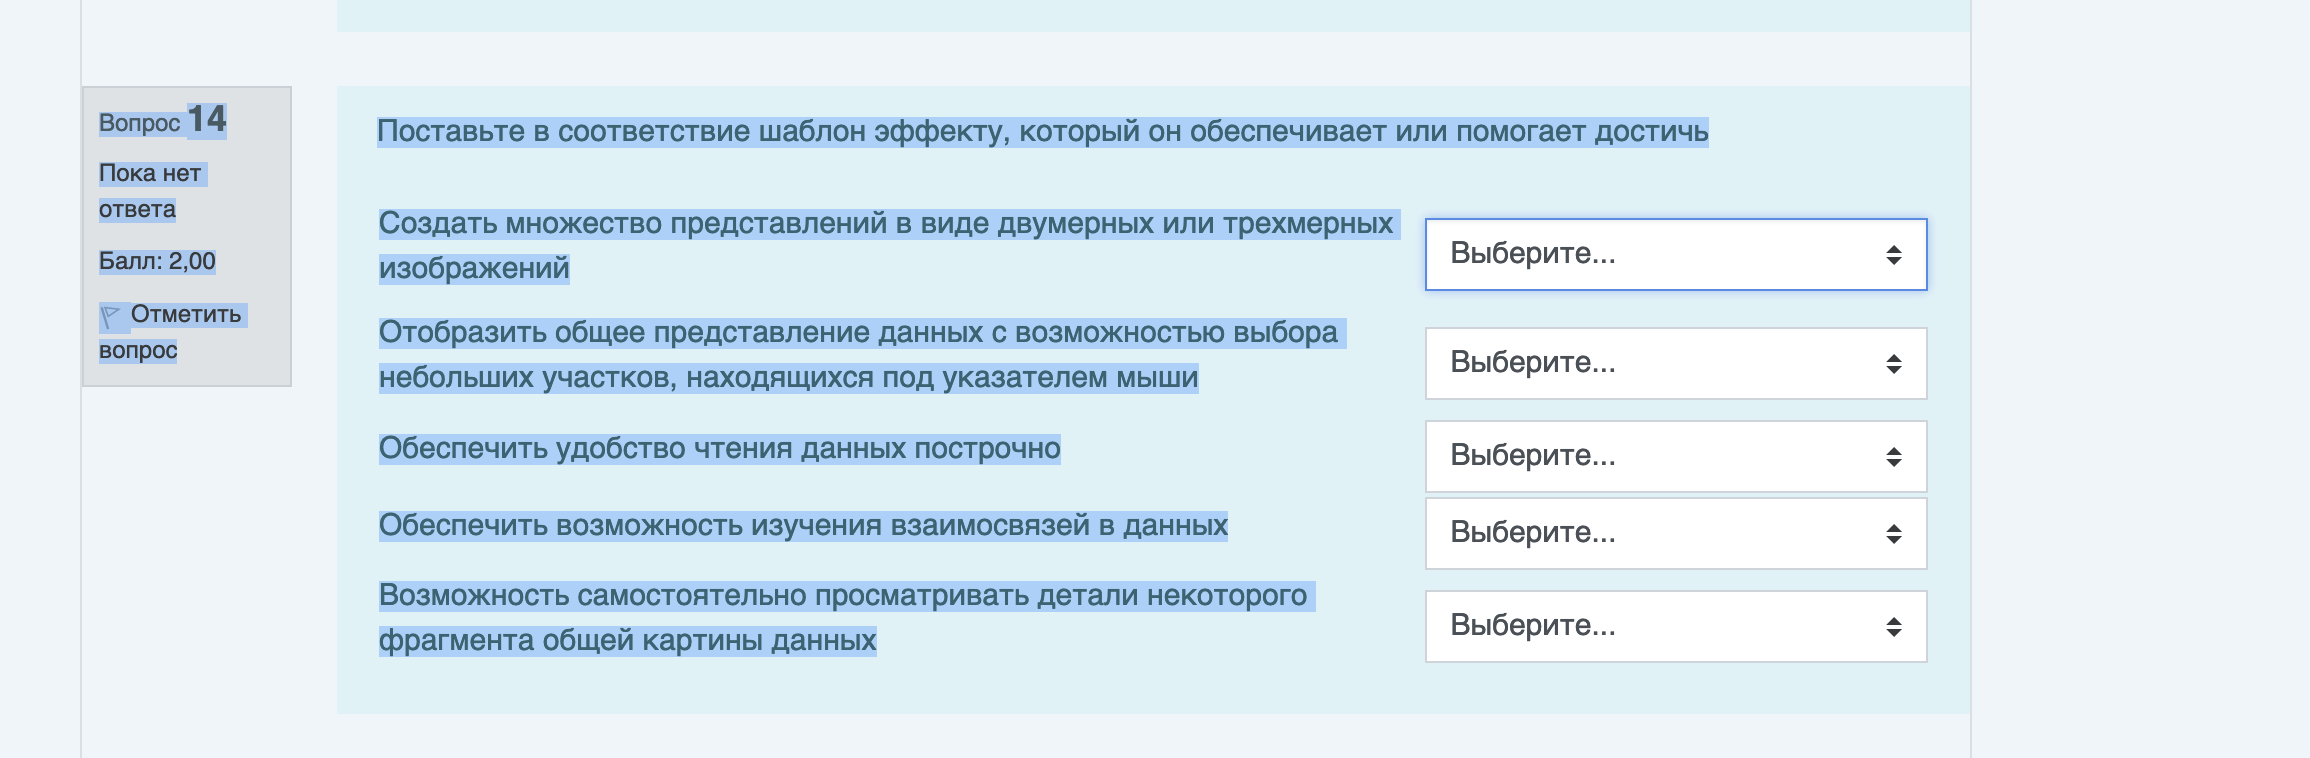 Вопрос 14
Пока нет
ответа
Балл: 2,00
Отметить
вопрос
Поставьте в соответствие шаблон эффекту, который он обеспечивает или помогает достичь
Создать множество представлений в виде двумерных или трехмерных
изображений
Выберите...
Отобразить общее представление данных с возможностью выбора
небольших участков, находящихся под указателем мыши
Выберите...
Обеспечить удобство чтения данных построчно
Выберите...
Обеспечить возможность изучения взаимосвязей в данных
Выберите...
Возможность самостоятельно просматривать детали некоторого
фрагмента общей картины данных
Выберите...